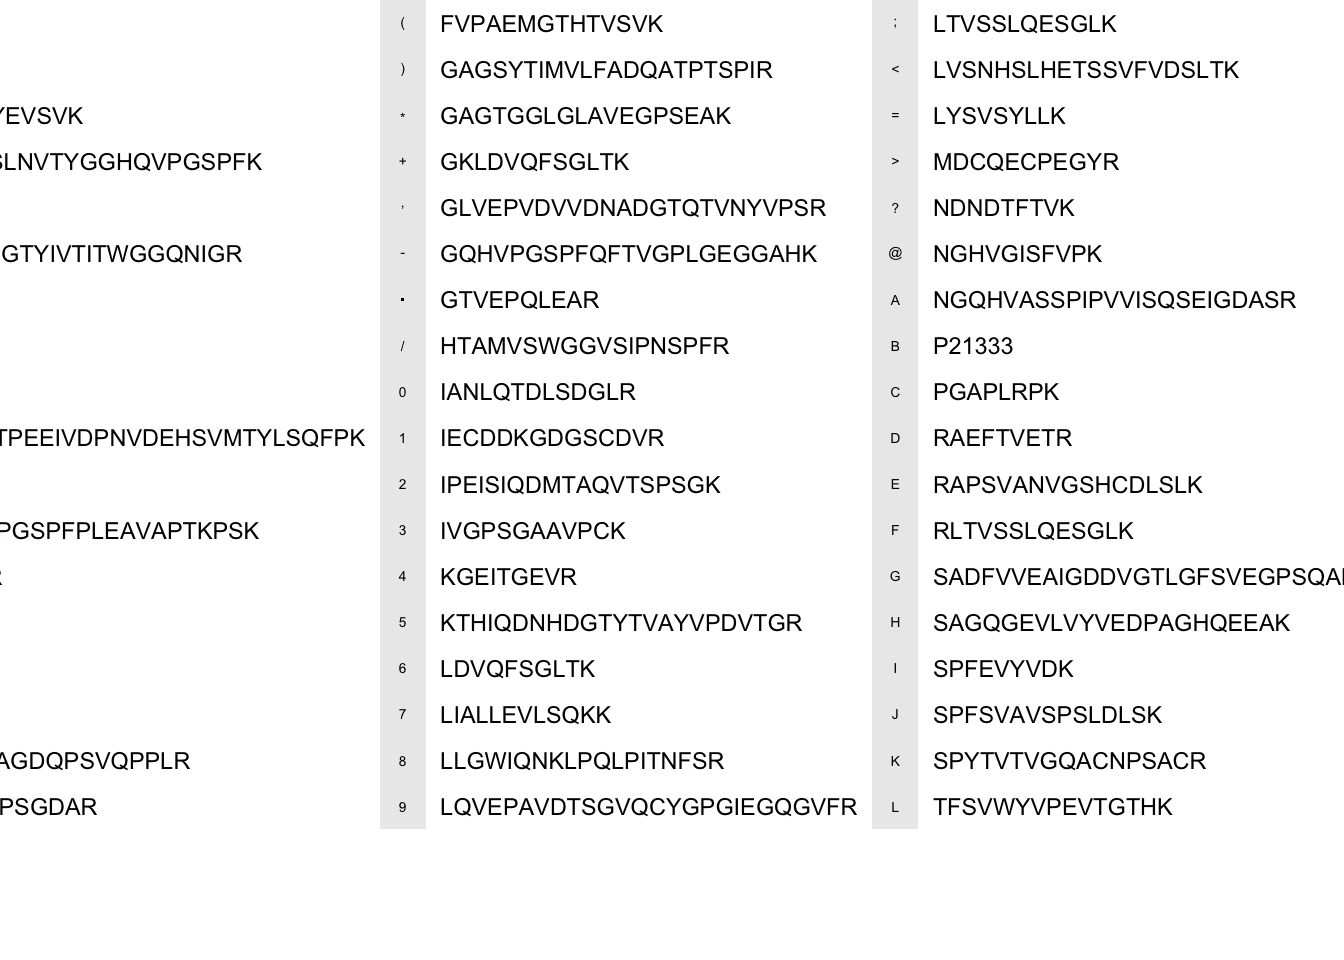 ( FVPAEMGTHTVSVK
) GAGSYTIMVLFADQATPTSPIR
* GAGTGGLGLAVEGPSEAK
+ GKLDVQFSGLTK
, GLVEPVDVVDNADGTQTVNYVPSR
- GQHVPGSPFQFTVGPLGEGGAHK
. GTVEPQLEAR
/ HTAMVSWGGVSIPNSPFR
0 IANLQTDLSDGLR
1 IECDDKGDGSCDVR
2 IPEISIQDMTAQVTSPSGK
3 IVGPSGAAVPCK
4 KGEITGEVR
5 KTHIQDNHDGTYTVAYVPDVTGR
6 LDVQFSGLTK
7 LIALLEVLSQKK
8 LLGWIQNKLPQLPITNFSR
9 LQVEPAVDTSGVQCYGPGIEGQGVFR
; LTVSSLQESGLK
< LVSNHSLHETSSVFVDSLTK
= LYSVSYLLK
> MDCQECPEGYR
? NDNDTFTVK
@ NGHVGISFVPK
A NGQHVASSPIPVVISQSEIGDASR
B P21333
C PGAPLRPK
D RAEFTVETR
E RAPSVANVGSHCDLSLK
F RLTVSSLQESGLK
G SADFVVEAIGDDVGTLGFSVEGPSQA
H SAGQGEVLVYVEDPAGHQEEAK
I SPFEVYVDK
J SPFSVAVSPSLDLSK
K SPYTVTVGQACNPSACR
L TFSVWYVPEVTGTHK
YEVSVK
SLNVTYGGHQVPGSPFK
GTYIVTITWGGQNIGR
TPEEIVDPNVDEHSVMTYLSQFPK
PGSPFPLEAVAPTKPSK
AGDQPSVQPPLR
PSGDAR